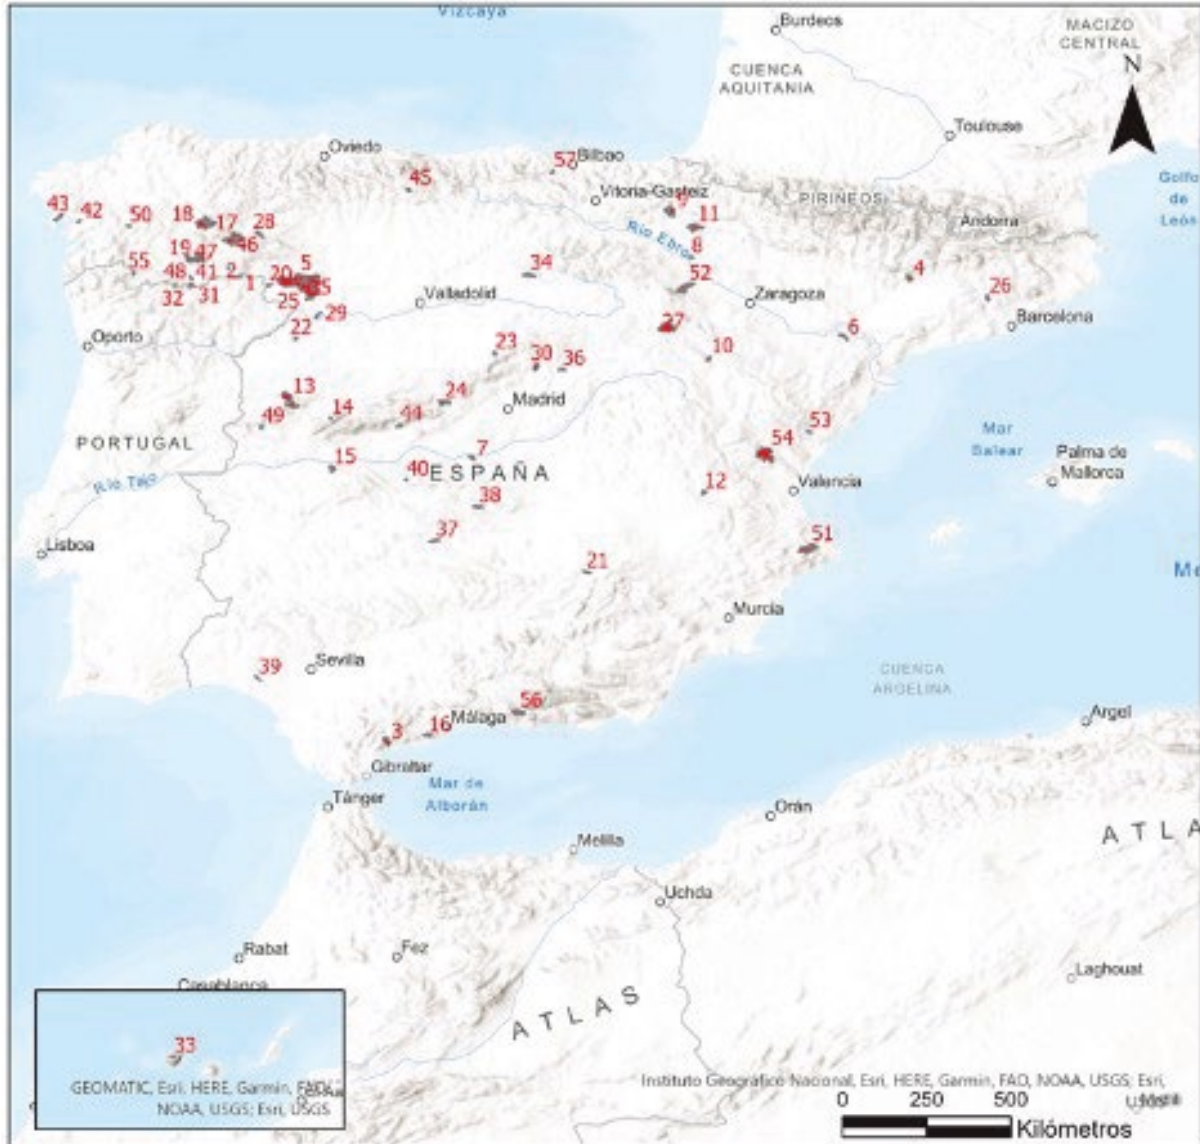 Vizcaya
Burdeos
MACIZO
CENTRAL
N
CUENCA
AQUITANIA
Toulouse
Oviedo
57
Bilbao
45
Vitoria-Gasteiz
PIRINEOS
Golfo
de
León
43
42
50
18
17
28
9
11
Andorra
Río Ebro
46
19
47
8
55
48
41
2
1
20
5
34
52
4
32
31
25
35
Valladolid
Zaragoza
26
29
Barcelona
Oporto
22
27
6
23
30
36
10
13
24
Madrid
14
44
49
53
PORTUGAL
54
Mar
Balear
Palma de
Mallorca
7
15
40
ESPAÑA
Río Tajo
12
Valencia
38
37
51
Lisboa
21
Me
Murcia
39
Sevilla
CUENCA
ARGELINA
56
3
16
Málaga
Argel
Gibraltar
Mar de
Alborán
Tánger
Orán
ATLA
Melilla
Uchda
Rabat
Fez
Casablanca
Laghouat
ATLAS
33
GEOMATIC, Esri, HERE, Garmin, FAO,
NOAA, USGS; Esri, USGS
Instituto Geográfico Nacional, Esri, HERE, Garmin, FAO, NOAA, USGS; Esri,
USGS
0 250 500
Kilómetros